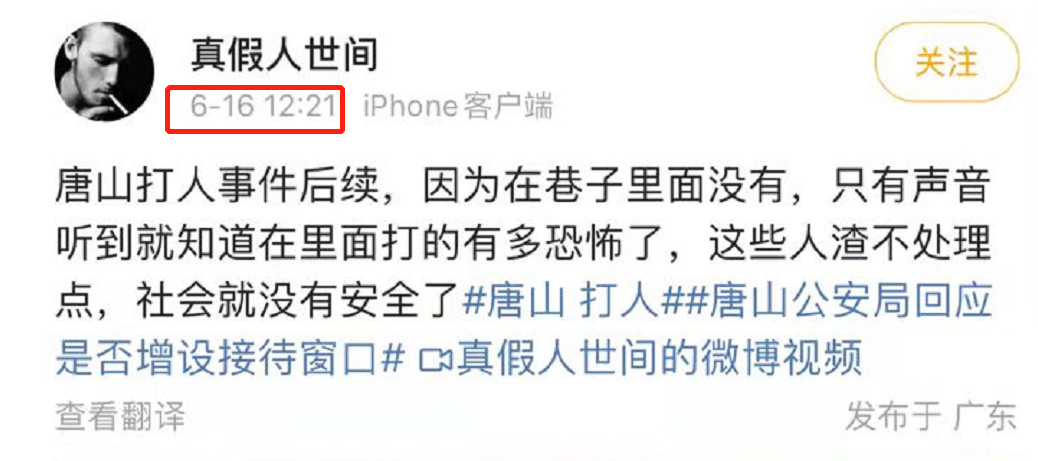 真假人世间
关注
6-16 12:21 iPhone客户端
唐山打人事件后续，因为在巷子里面没有，只有声音
听到就知道在里面打的有多恐怖了，这些人渣不处理
点，社会就没有安全了#唐山 打人##唐山公安局回应
是否增设接待窗口# 真假人世间的微博视频
查看翻译
发布于 广东